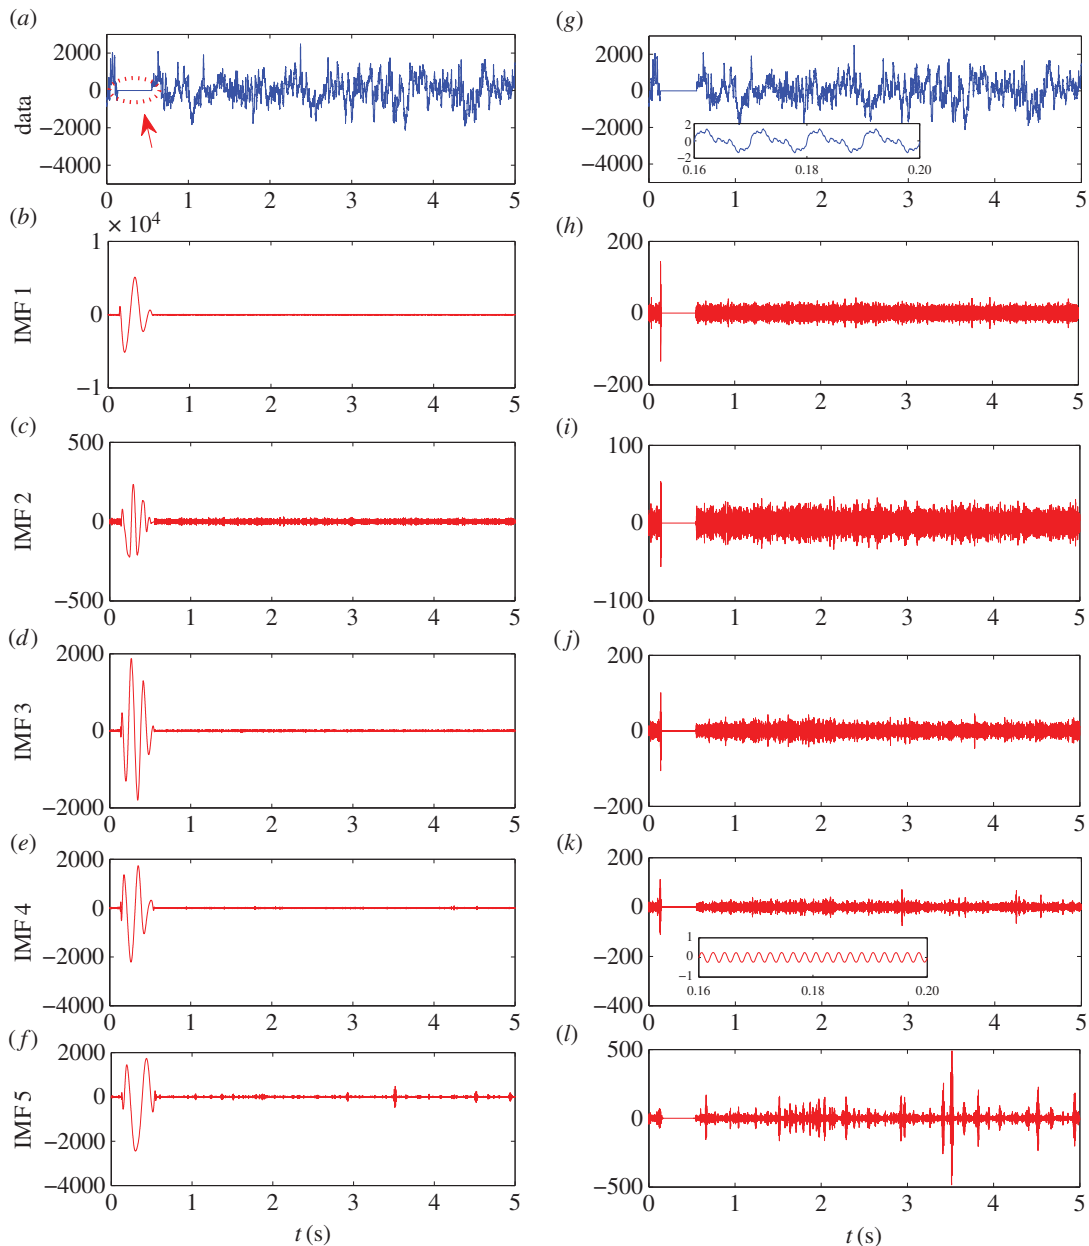 (a)
2000
0
−2000
−4000
data
0 1 2 3 4 5
(b)
× 10⁴
1
0
−1
IMF 1
0 1 2 3 4 5
(c)
500
0
−500
IMF 2
0 1 2 3 4 5
(d)
2000
0
−2000
IMF 3
0 1 2 3 4 5
(e)
2000
0
−2000
−4000
IMF 4
0 1 2 3 4 5
(f)
2000
0
−2000
−4000
IMF 5
0 1 2 3 4 5
t (s)
(g)
2000
0
−2000
−4000
2
0
−2
0.16 0.18 0.20
0 1 2 3 4 5
(h)
200
0
−200
0 1 2 3 4 5
(i)
100
0
−100
0 1 2 3 4 5
(j)
200
0
−200
0 1 2 3 4 5
(k)
200
0
−200
−400
1
0
−1
0.16 0.18 0.20
0 1 2 3 4 5
(l)
500
0
−500
0 1 2 3 4 5
t (s)